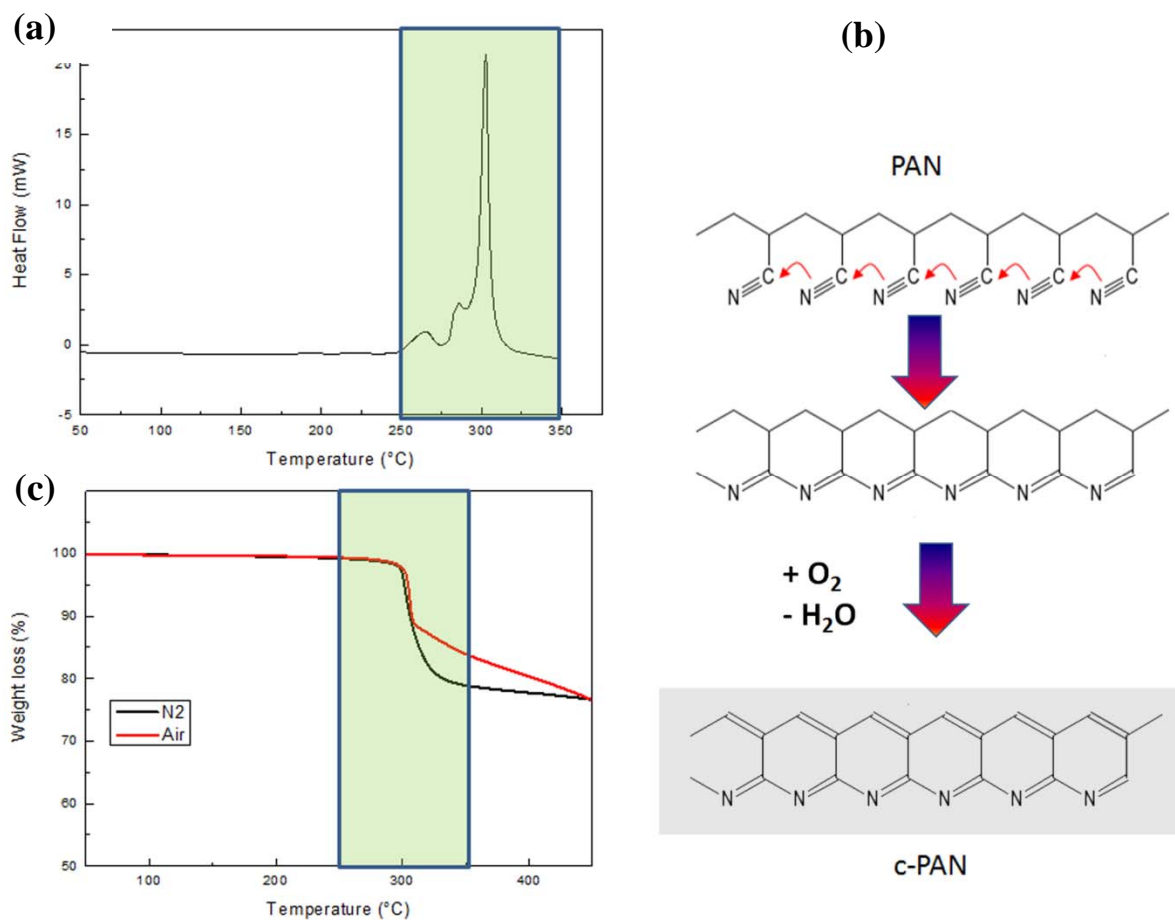 (a)
20
15
10
5
0
-5
Heat Flow (mW)
50 100 150 200 250 300 350
Temperature (°C)
(b)
PAN
C C C C C C
N N N N N N
N N N N N N
+ O₂
- H₂O
N N N N N N
c-PAN
(c)
100
90
80
70
60
50
Weight loss (%)
N2
Air
100 200 300 400
Temperature (°C)